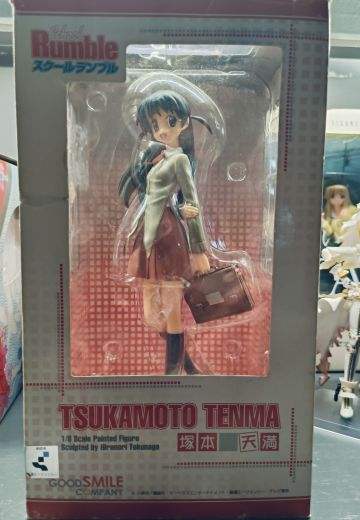 School
Rumble
スクールランブル
TSUKAMOTO TENMA
1/8 Scale Painted Figure
Sculpted by Hironori Tokunaga
塚本 天満
GOOD SMILE
COMPANY